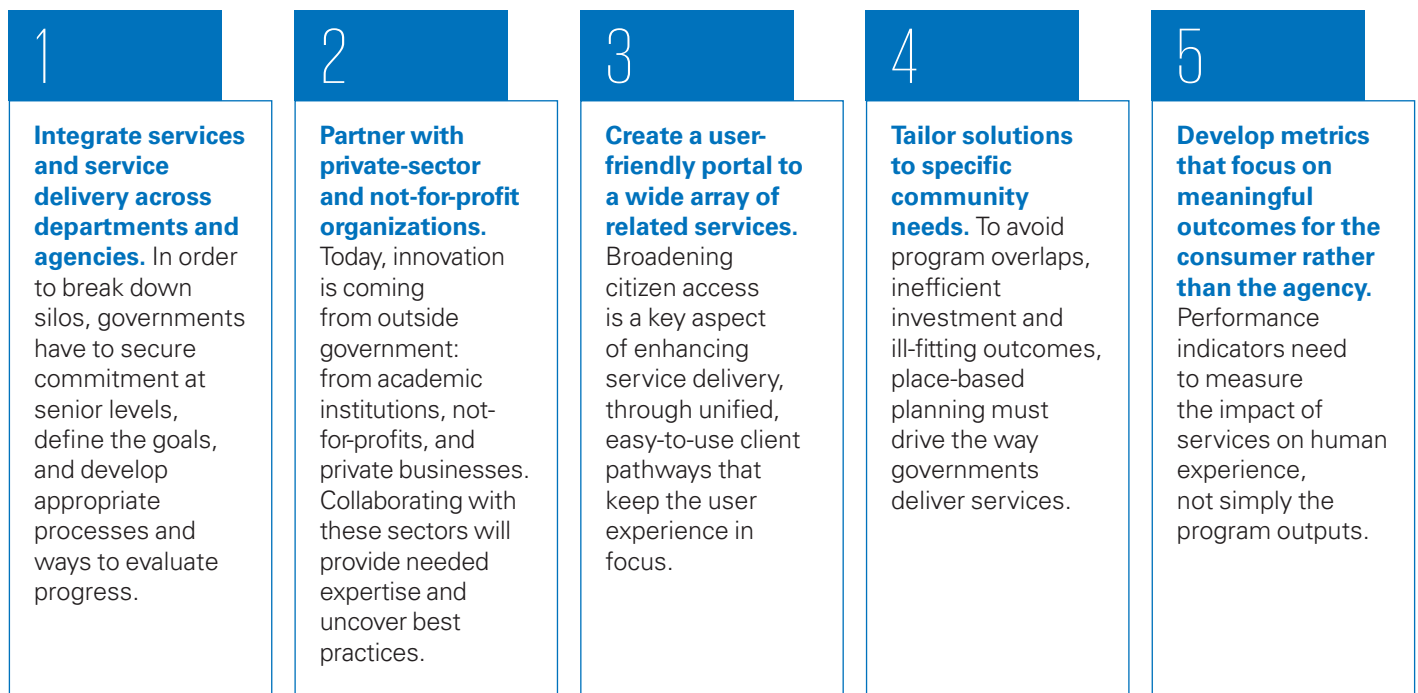 1
Integrate services
and service
delivery across
departments and
agencies. In order
to break down
silos, governments
have to secure
commitment at
senior levels,
define the goals,
and develop
appropriate
processes and
ways to evaluate
progress.
2
Partner with
private-sector
and not-for-profit
organizations.
Today, innovation
is coming
from outside
government:
from academic
institutions, not-
for-profits, and
private businesses.
Collaborating with
these sectors will
provide needed
expertise and
uncover best
practices.
3
Create a user-
friendly portal to
a wide array of
related services.
Broadening
citizen access
is a key aspect
of enhancing
service delivery,
through unified,
easy-to-use client
pathways that
keep the user
experience in
focus.
4
Tailor solutions
to specific
community
needs. To avoid
program overlaps,
inefficient
investment and
ill-fitting outcomes,
place-based
planning must
drive the way
governments
deliver services.
5
Develop metrics
that focus on
meaningful
outcomes for the
consumer rather
than the agency.
Performance
indicators need
to measure
the impact of
services on human
experience,
not simply the
program outputs.